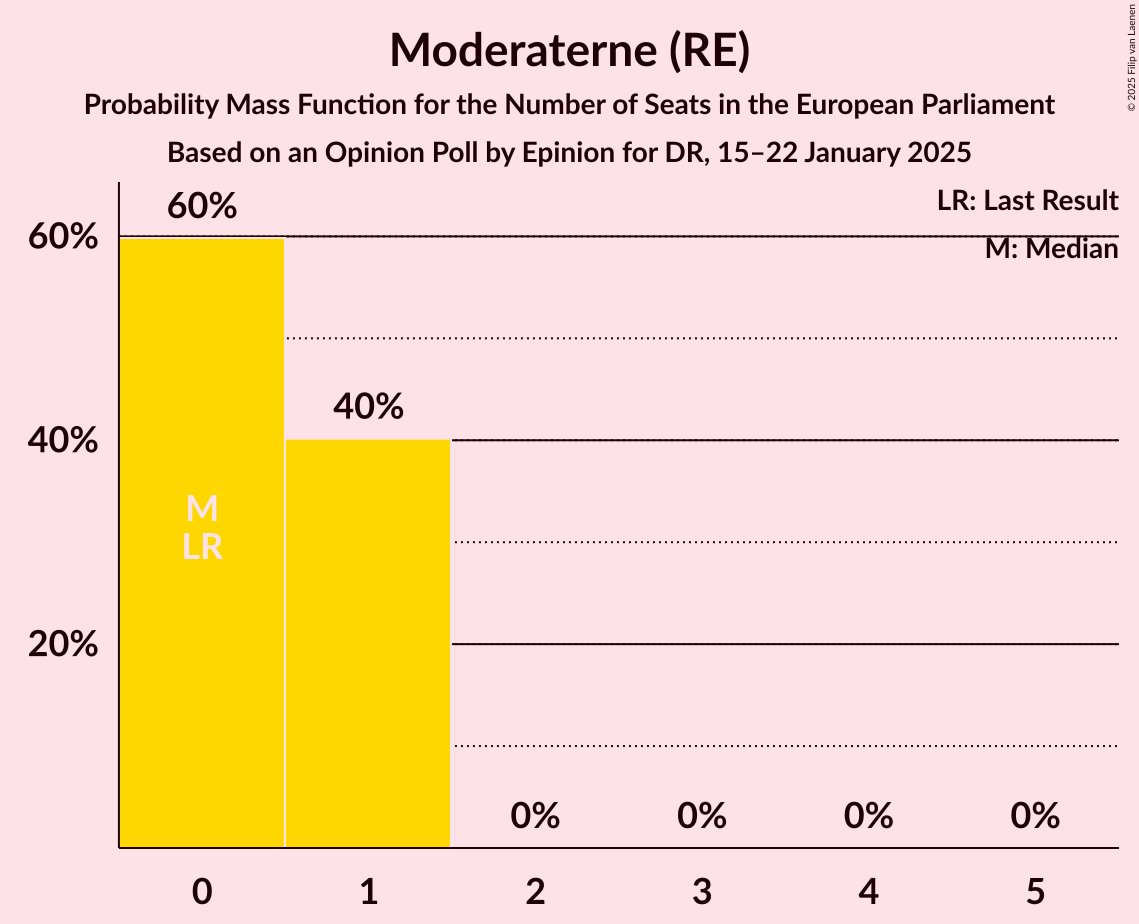 Moderaterne (RE)
Probability Mass Function for the Number of Seats in the European Parliament
Based on an Opinion Poll by Epinion for DR, 15–22 January 2025
© 2025 Filip van Laenen
LR: Last Result
M: Median
60%
40%
20%
60%
40%
0%
0%
0%
0%
M
LR
0
1
2
3
4
5